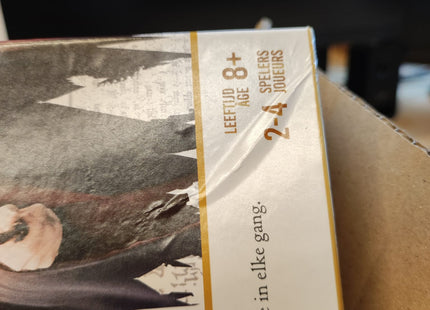 LEEFTIJD
AGE
8+
2-4
SPELERS
JOUEURS
in elke gang.